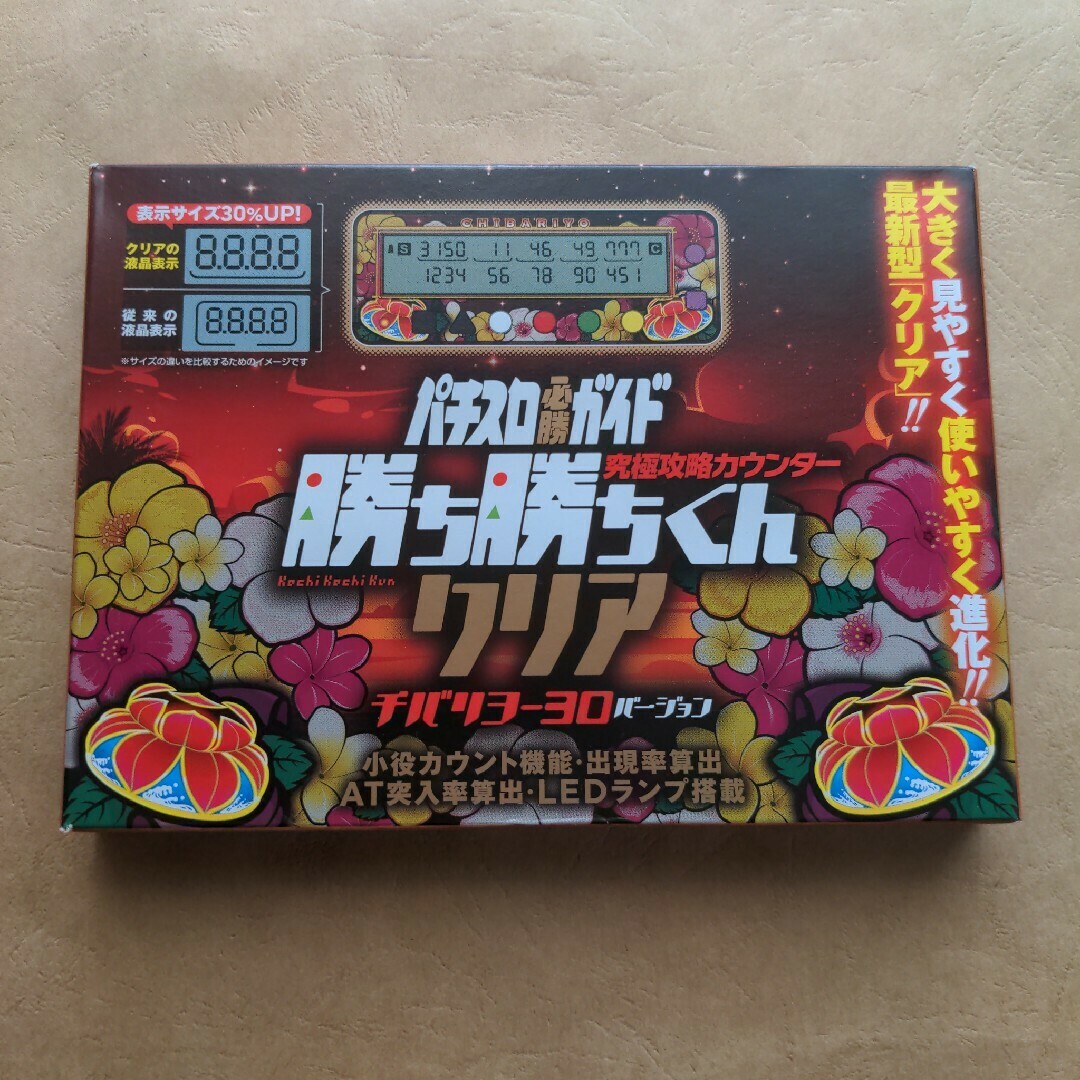 表示サイズ30%UP!
クリアの
液晶表示
8.8.8.8
従来の
液晶表示
8.8.8.8
※サイズの違いを比較するためのイメージです
CHIBARIYO
S 3150 11 46 49 777 C
1234 56 78 90 451
大きく見やすく使いやすく進化!!
最新型「クリア」!!
パチスロ必勝ガイド
究極攻略カウンター
勝ち勝ちくん
Kachi Kachi Kun
クリア
チバリヨ-30バージョン
小役カウント機能・出現率算出
AT突入率算出・LEDランプ搭載